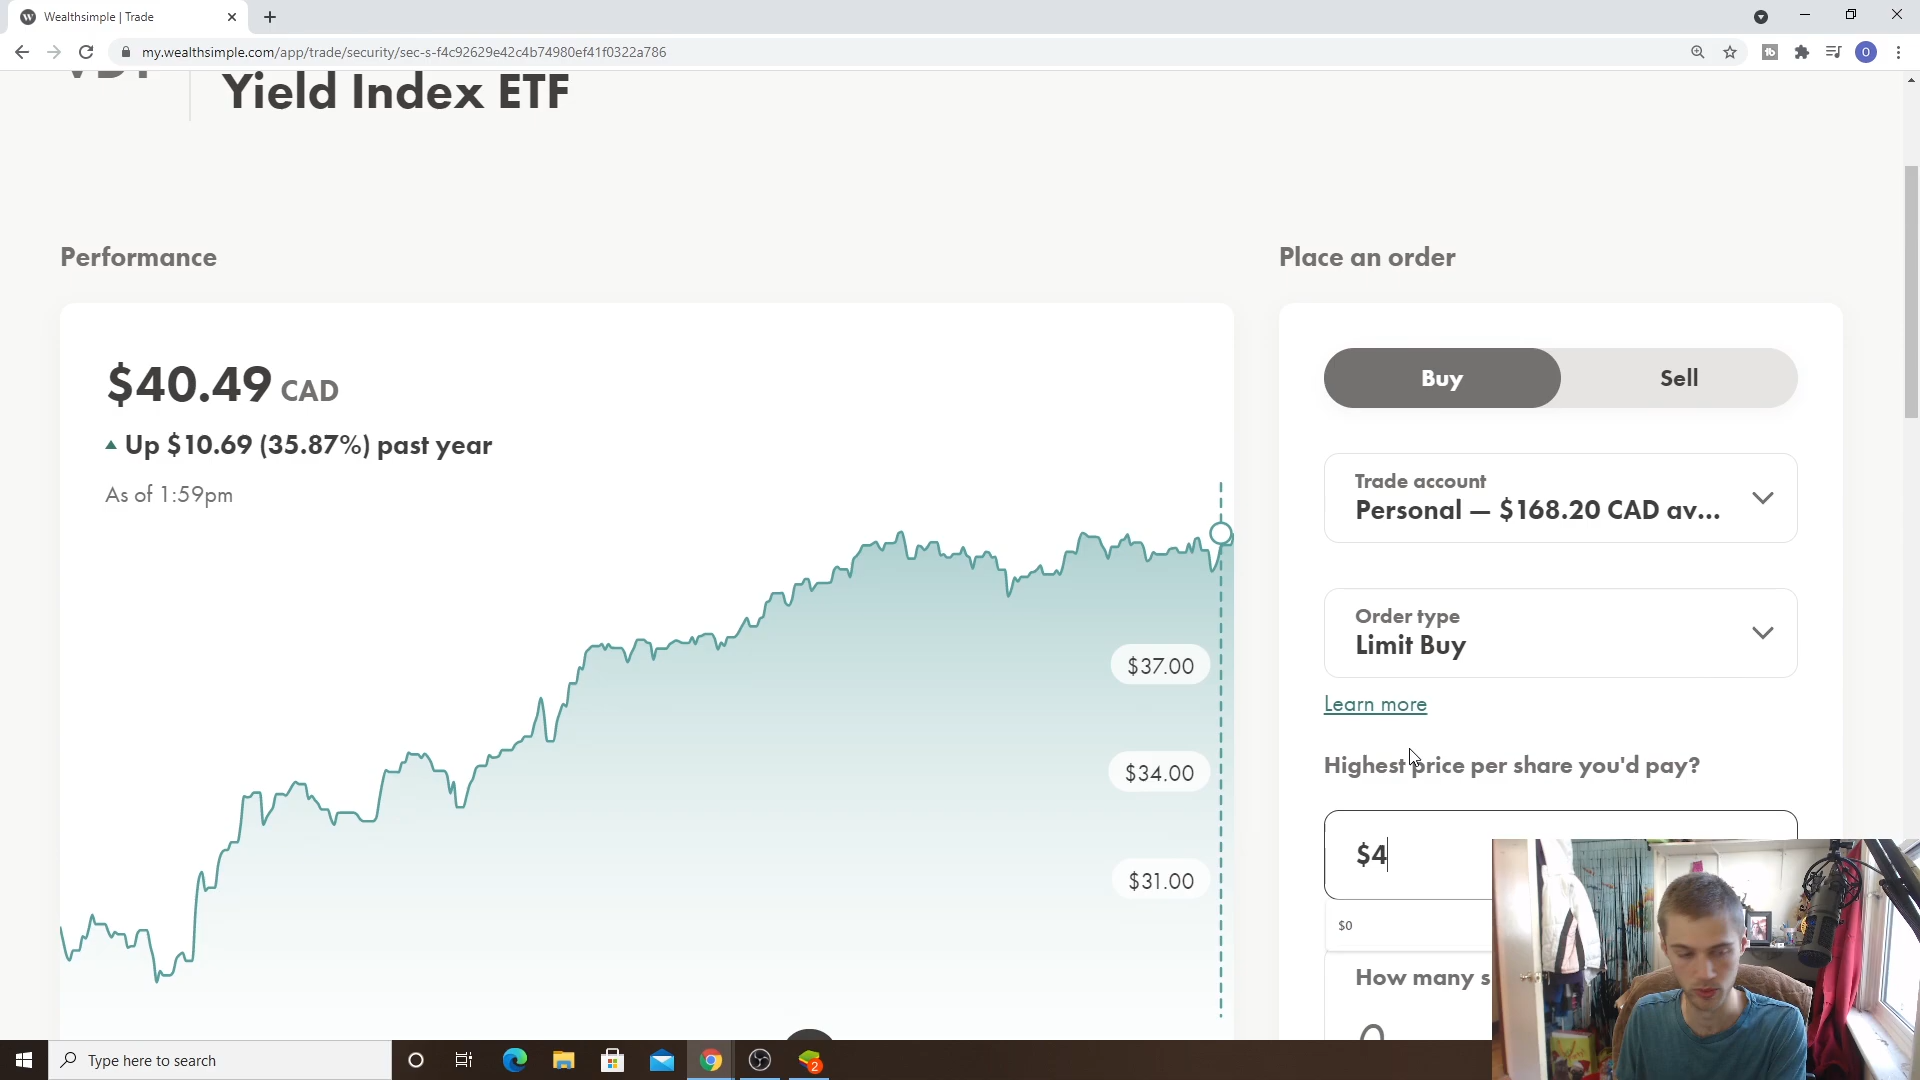 Wealthsimple | Trade
my.wealthsimple.com/app/trade/security/sec-s-f4c92629e42c4b74980ef41f0322a786
Yield Index ETF
Performance
Place an order
$40.49 CAD
Up $10.69 (35.87%) past year
As of 1:59pm
$37.00
$34.00
$31.00
Buy
Sell
Trade account
Personal — $168.20 CAD av...
Order type
Limit Buy
Learn more
Highest price per share you'd pay?
$4
$0
How many s
0
Type here to search
2